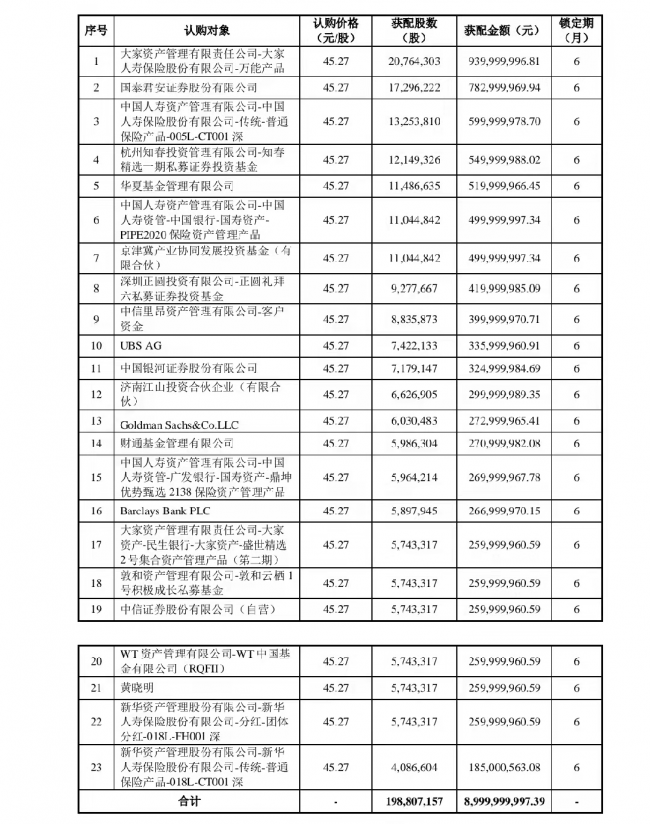 序号 认购对象 认购价格 获配股数 获配金额（元） 锁定期
（元/股） （股） （月）
1 大家资产管理有限责任公司-大家 45.27 20,764,303 939,999,996.81 6
人寿保险股份有限公司-万能产品
2 国泰君安证券股份有限公司 45.27 17,296,222 782,999,969.94 6
中国人寿资产管理有限公司-中国
3 人寿保险股份有限公司-传统-普通 45.27 13,253,810 599,999,978.70 6
保险产品-005L-CT001深
4 杭州知春投资管理有限公司-知春 45.27 12,149,326 549,999,988.02 6
精选一期私募证券投资基金
5 华夏基金管理有限公司 45.27 11,486,635 519,999,966.45 6
中国人寿资产管理有限公司-中国
6 人寿资管-中国银行-国寿资产- 45.27 11,044,842 499,999,997.34 6
PIPE2020保险资产管理产品
7 京津冀产业协同发展投资基金（有 45.27 11,044,842 499,999,997.34 6
限合伙）
8 深圳正圆投资有限公司-正圆礼拜 45.27 9,277,667 419,999,985.09 6
六私募证券投资基金
9 中信里昂资产管理有限公司-客户 45.27 8,835,873 399,999,970.71 6
资金
10 UBS AG 45.27 7,422,133 335,999,960.91 6
11 中国银河证券股份有限公司 45.27 7,179,147 324,999,984.69 6
12 济南江山投资合伙企业（有限合 45.27 6,626,905 299,999,989.35 6
伙）
13 Goldman Sachs&Co.LLC 45.27 6,030,483 272,999,965.41 6
14 财通基金管理有限公司 45.27 5,986,304 270,999,982.08 6
中国人寿资产管理有限公司-中国
15 人寿资管-广发银行-国寿资产-鼎坤 45.27 5,964,214 269,999,967.78 6
优势甄选2138保险资产管理产品
16 Barclays Bank PLC 45.27 5,897,945 266,999,970.15 6
大家资产管理有限责任公司-大家
17 资产-民生银行-大家资产-盛世精选 45.27 5,743,317 259,999,960.59 6
2号集合资产管理产品（第二期）
18 敦和资产管理有限公司-敦和云栖1 45.27 5,743,317 259,999,960.59 6
号积极成长私募基金
19 中信证券股份有限公司（自营） 45.27 5,743,317 259,999,960.59 6
20 WT资产管理有限公司-WT中国基 45.27 5,743,317 259,999,960.59 6
金有限公司（RQFII）
21 黄晓明 45.27 5,743,317 259,999,960.59 6
新华资产管理股份有限公司-新华
22 人寿保险股份有限公司-分红-团体 45.27 5,743,317 259,999,960.59 6
分红-018L-FH001深
新华资产管理股份有限公司-新华
23 人寿保险股份有限公司-传统-普通 45.27 4,086,604 185,000,563.08 6
保险产品-018L-CT001深
合计 - 198,807.157 8,999,999,997.39 -